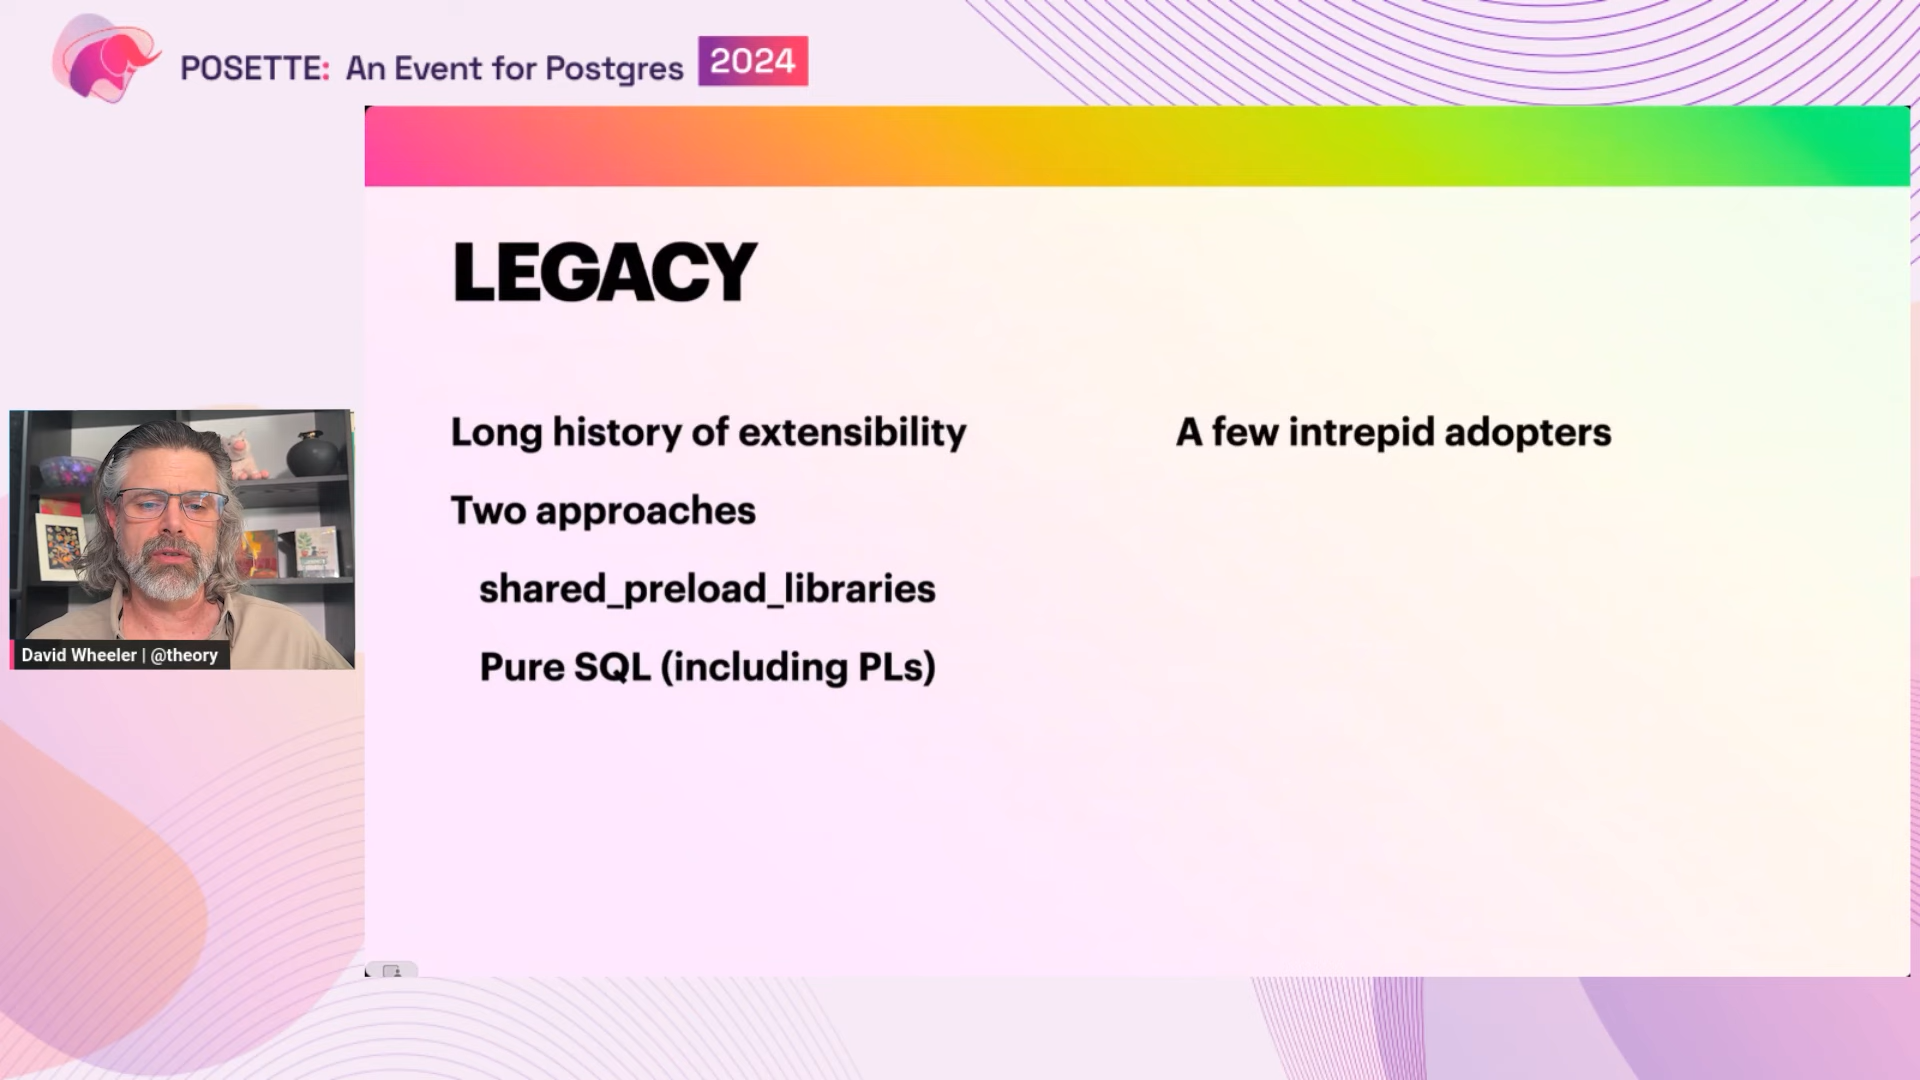 POSETTE: An Event for Postgres 2024
LEGACY
Long history of extensibility
Two approaches
shared_preload_libraries
Pure SQL (including PLs)
A few intrepid adopters
David Wheeler | @theory